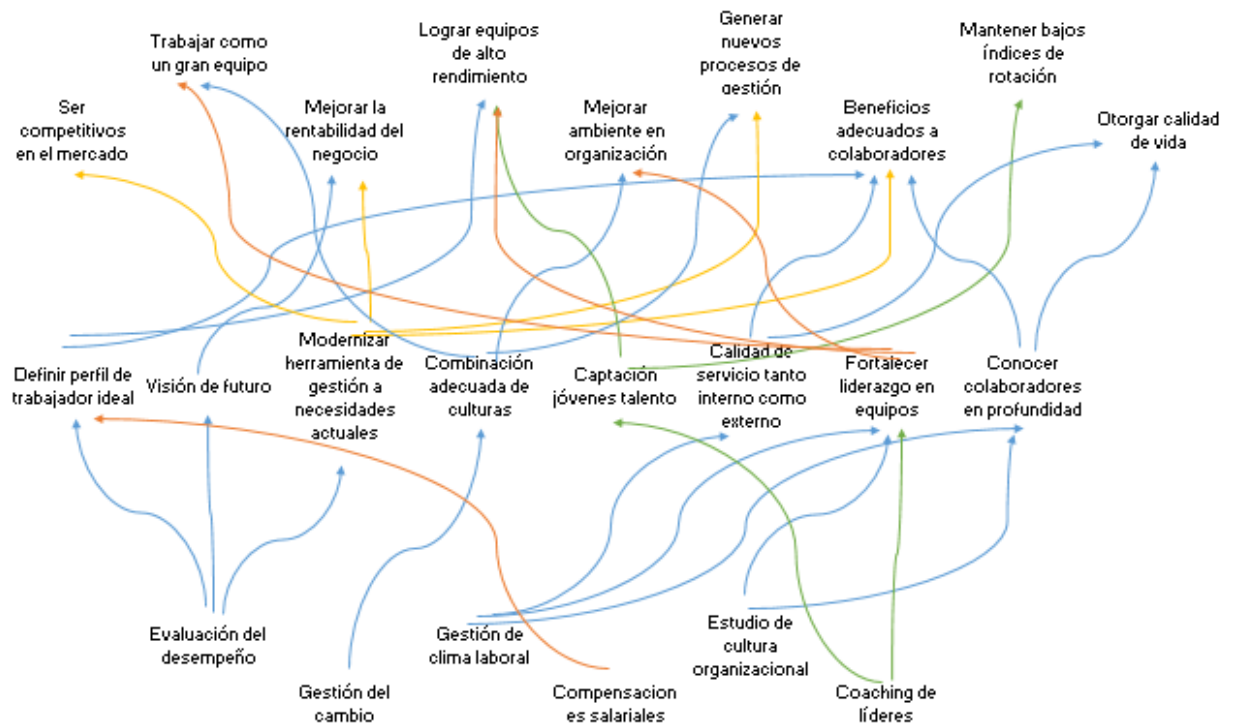 Trabajar como
un gran equipo
Lograr equipos
de alto
rendimiento
Generar
nuevos
procesos de
gestión
Mantener bajos
índices de
rotación
Ser
competitivos
en el mercado
Mejorar la
rentabilidad del
negocio
Mejorar
ambiente en
organización
Beneficios
adecuados a
colaboradores
Otorgar calidad
de vida
Definir perfil de
trabajador ideal
Visión de futuro
Modernizar
herramienta de
gestión a
necesidades
actuales
Combinación
adecuada de
culturas
Captación
jóvenes talento
Calidad de
servicio tanto
interno como
externo
Fortalecer
liderazgo en
equipos
Conocer
colaboradores
en profundidad
Evaluación del
desempeño
Gestión del
cambio
Gestión de
clima laboral
Compensacion
es salariales
Estudio de
cultura
organizacional
Coaching de
líderes